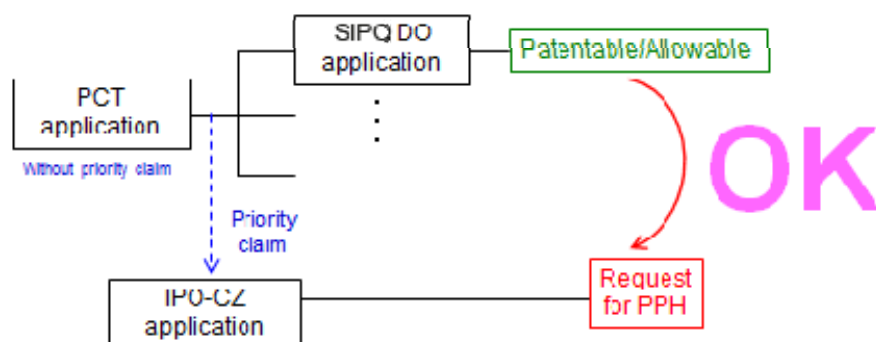 SIPO DO
application
Patentable/Allowable
PCT
application
Without priority claim
OK
Priority
claim
IPO-CZ
application
Request
for PPH